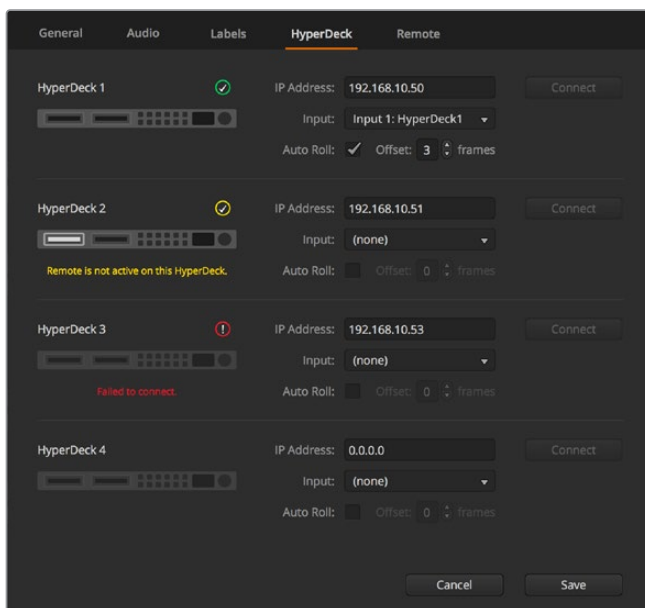 General Audio Labels HyperDeck Remote
HyperDeck 1 IP Address: 192.168.10.50 Connect
Input: Input 1: HyperDeck1
Auto Roll: Offset: 3 frames
HyperDeck 2 IP Address: 192.168.10.51 Connect
Input: (none)
Remote is not active on this HyperDeck. Auto Roll: Offset: 0 frames
HyperDeck 3 IP Address: 192.168.10.53 Connect
Input: (none)
Failed to connect Auto Roll: Offset: 0 frames
HyperDeck 4 IP Address: 0.0.0.0 Connect
Input: (none)
Auto Roll: Offset: 0 frames
Cancel Save